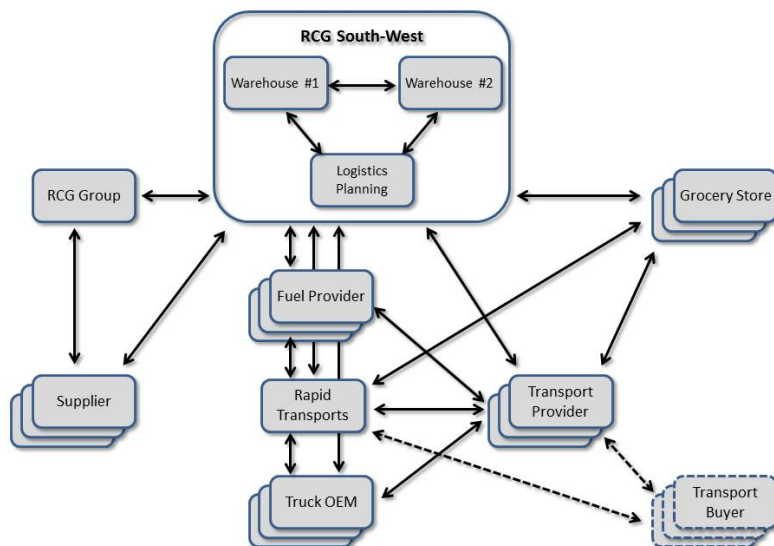 RCG South-West
Warehouse #1
Warehouse #2
Logistics
Planning
RCG Group
Grocery Store
Fuel Provider
Supplier
Rapid
Transports
Transport
Provider
Truck OEM
Transport
Buyer